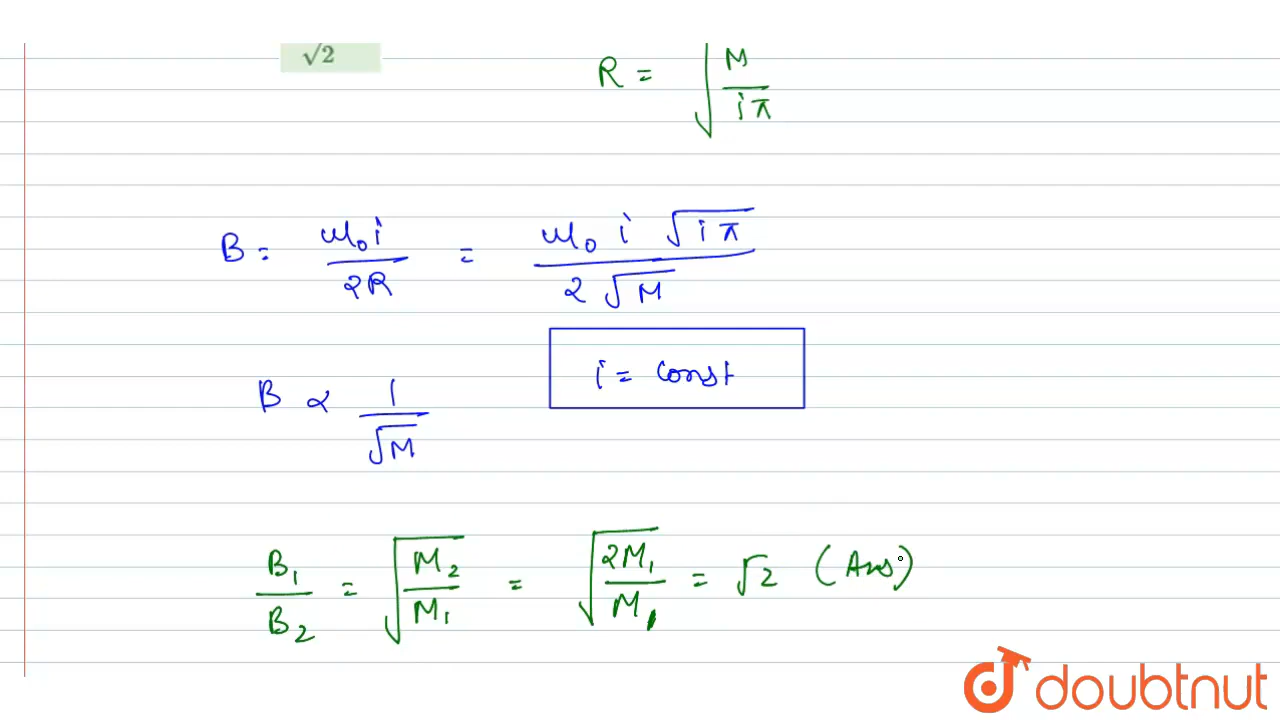 √2
R = √(M / iπ)
B = μ₀i / 2R = μ₀ i √(iπ) / 2√M
i = const
B ∝ 1 / √M
B₁ / B₂ = √(M₂ / M₁) = √(2M₁ / M₁) = √2 (Ans)
doubtnut